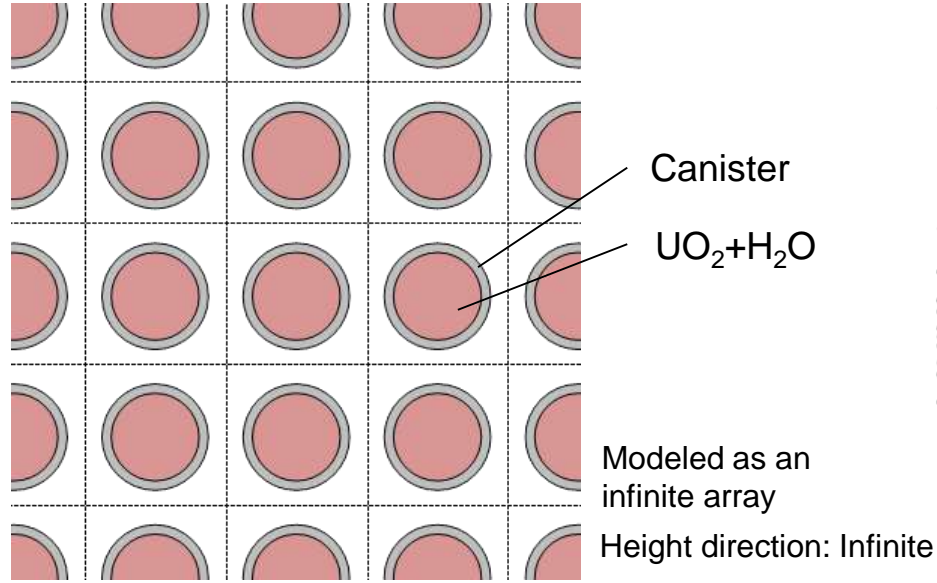 Canister
UO₂+H₂O
Modeled as an
infinite array
Height direction: Infinite